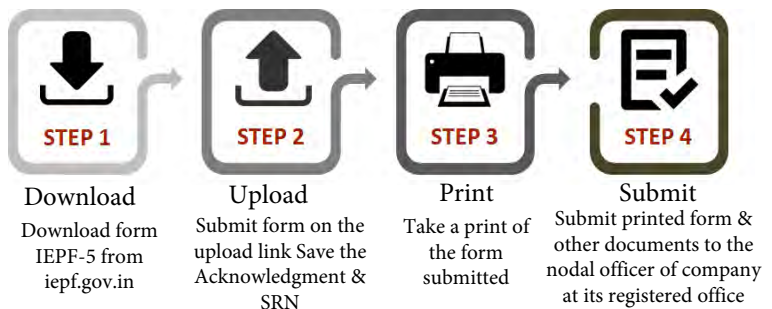 STEP 1
Download
Download form
IEPF-5 from
iepf.gov.in
STEP 2
Upload
Submit form on the
upload link Save the
Acknowledgment &
SRN
STEP 3
Print
Take a print of
the form
submitted
STEP 4
Submit
Submit printed form &
other documents to the
nodal officer of company
at its registered office